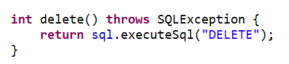 int delete() throws SQLException {
    return sql.executeSql("DELETE");
}